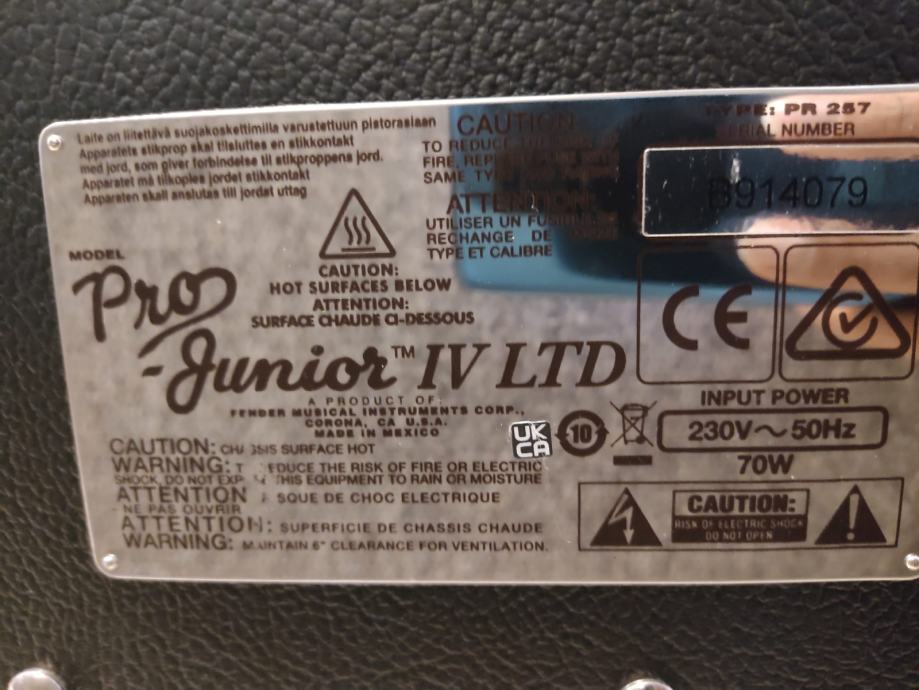 Laite on liitettävä suojakoskettimilla varustettuun pistorasiaan
Apparatets stikprop skal tilsluttes en stikkontakt
med jord, som giver forbindelse til stikproppens jord.
Apparatet må tilkoples jordet stikkontakt
Apparaten skall anslutas till jordat uttag
CAUTION:
TO REDUCE
FIRE,
SAME
ATTENTION:
UTILISER UN
RECHANGE DE
TYPE ET CALIBRE
TYPE: PR 257
SERIAL NUMBER
B914079
CAUTION:
HOT SURFACES BELOW
ATTENTION:
SURFACE CHAUDE CI-DESSOUS
MODEL
Pro
Junior™ IV LTD
A PRODUCT OF:
FENDER MUSICAL INSTRUMENTS CORP.,
CORONA, CA U.S.A.
MADE IN MEXICO
CE
UK
CA
10
INPUT POWER
230V~50Hz
70W
CAUTION: SURFACE HOT
WARNING: THE RISK OF FIRE OR ELECTRIC
SHOCK, DO NOT THIS EQUIPMENT TO RAIN OR MOISTURE
ATTENTION DE CHOC ELECTRIQUE
- NE PAS OUVRIR
ATTENTION: SUPERFICIE DE CHASSIS CHAUDE
WARNING: MAINTAIN 6" CLEARANCE FOR VENTILATION.
CAUTION:
RISK OF ELECTRIC SHOCK
DO NOT OPEN